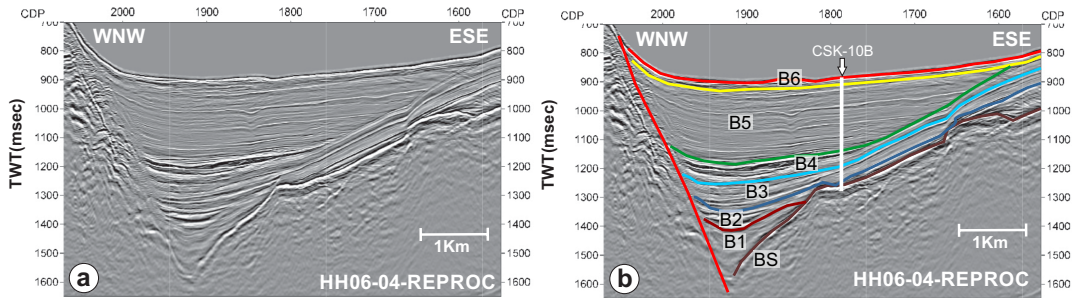 CDP 2000 1900 1800 1700 1600 CDP
700 700
WNW ESE
800 800
900 900
1000 1000
1100 1100
1200 1200
1300 1300
1400 1400
1500 1500
1600 1600
TWT(msec)
1Km
a
HH06-04-REPROC
CDP 2000 1900 1800 1700 1600 CDP
700 700
WNW ESE
CSK-10B
800 800
B6
900 900
1000 1000
B5
1100 1100
B4
1200 1200
B3
1300 1300
B2
1400 1400
B1
BS
1500 1500
1600 1600
TWT(msec)
1Km
b
HH06-04-REPROC